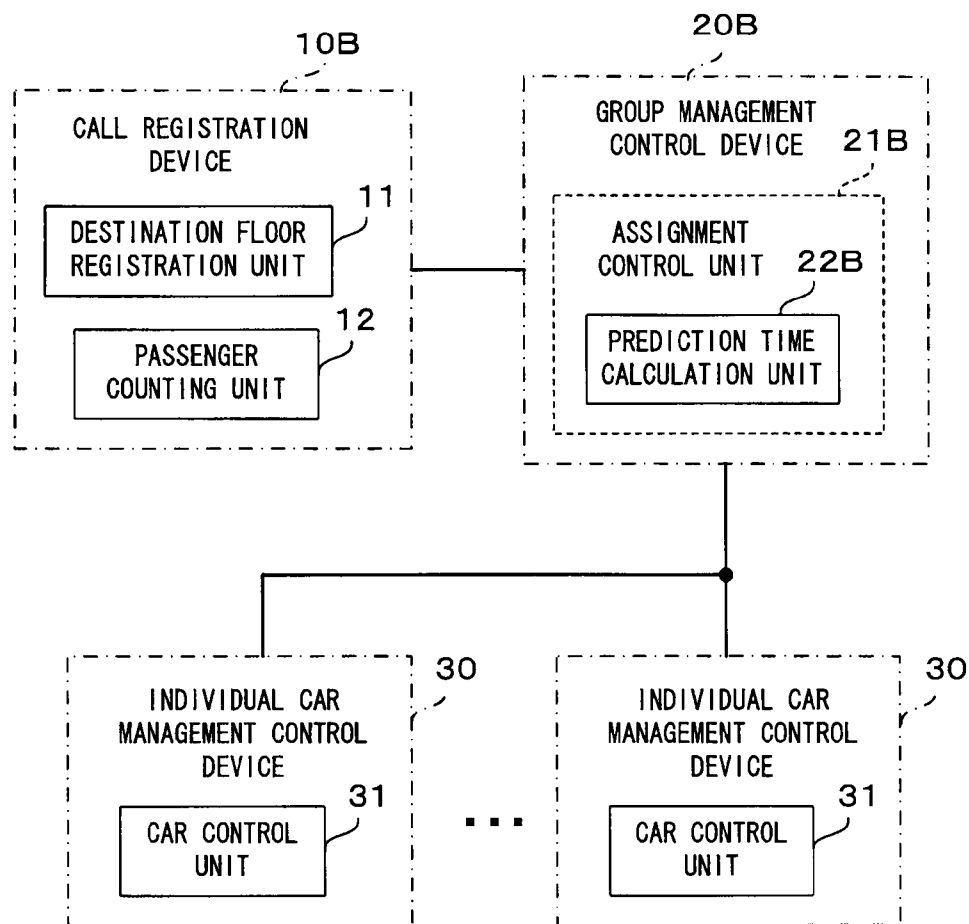 10B
CALL REGISTRATION
DEVICE
11
DESTINATION FLOOR
REGISTRATION UNIT
12
PASSENGER
COUNTING UNIT
20B
GROUP MANAGEMENT
CONTROL DEVICE
21B
ASSIGNMENT
CONTROL UNIT
22B
PREDICTION TIME
CALCULATION UNIT
30
INDIVIDUAL CAR
MANAGEMENT CONTROL
DEVICE
31
CAR CONTROL
UNIT
...
30
INDIVIDUAL CAR
MANAGEMENT CONTROL
DEVICE
31
CAR CONTROL
UNIT